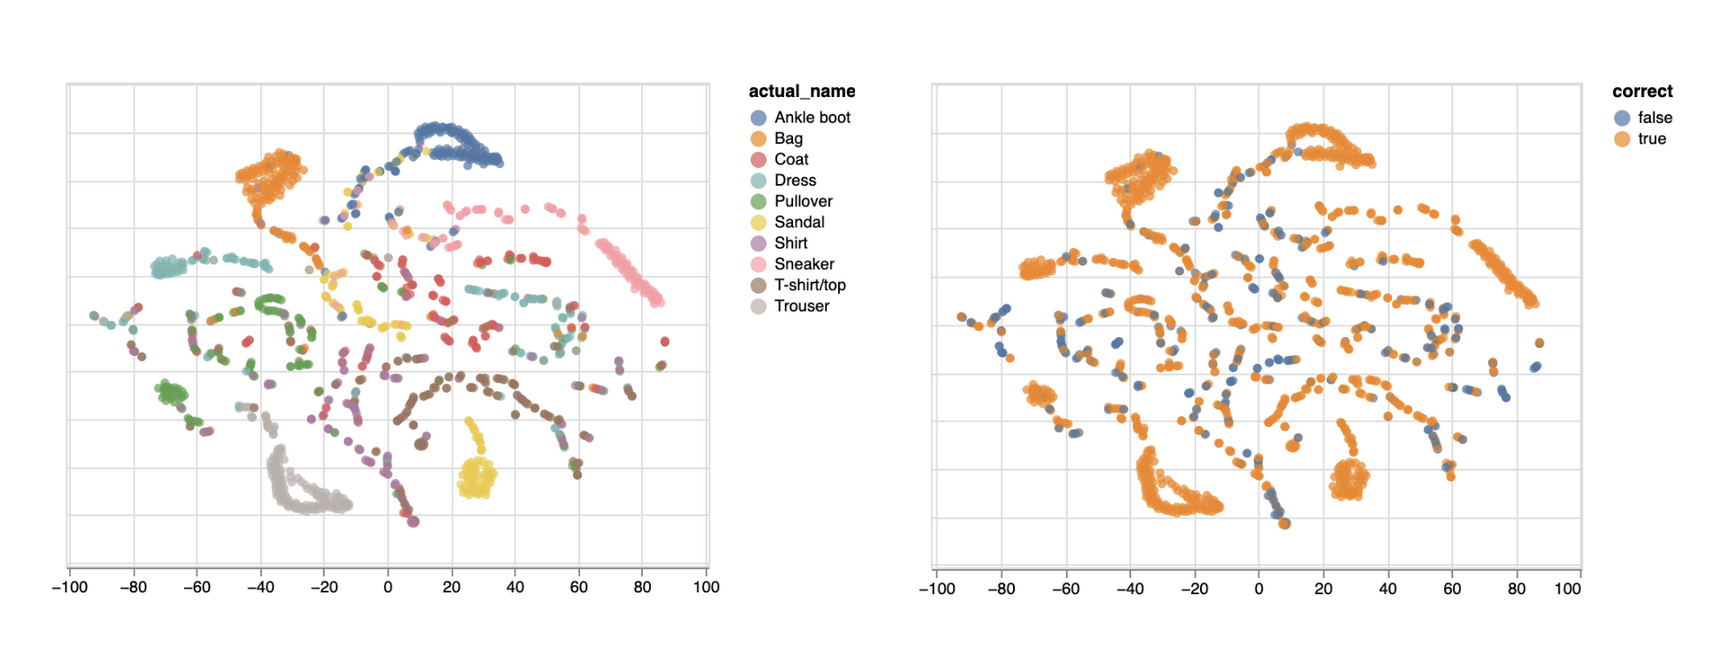 actual_name
Ankle boot
Bag
Coat
Dress
Pullover
Sandal
Shirt
Sneaker
T-shirt/top
Trouser
−100 −80 −60 −40 −20 0 20 40 60 80 100
correct
false
true
−100 −80 −60 −40 −20 0 20 40 60 80 100